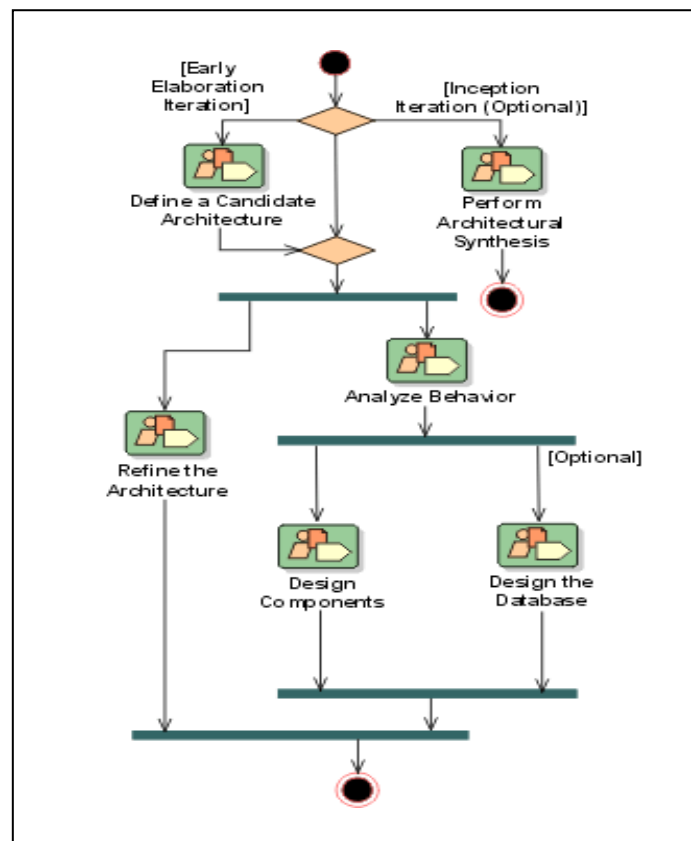 [Early
Elaboration
Iteration]
[Inception
Iteration (Optional)]
Define a Candidate
Architecture
Perform
Architectural
Synthesis
Analyze Behavior
Refine the
Architecture
[Optional]
Design
Components
Design the
Database